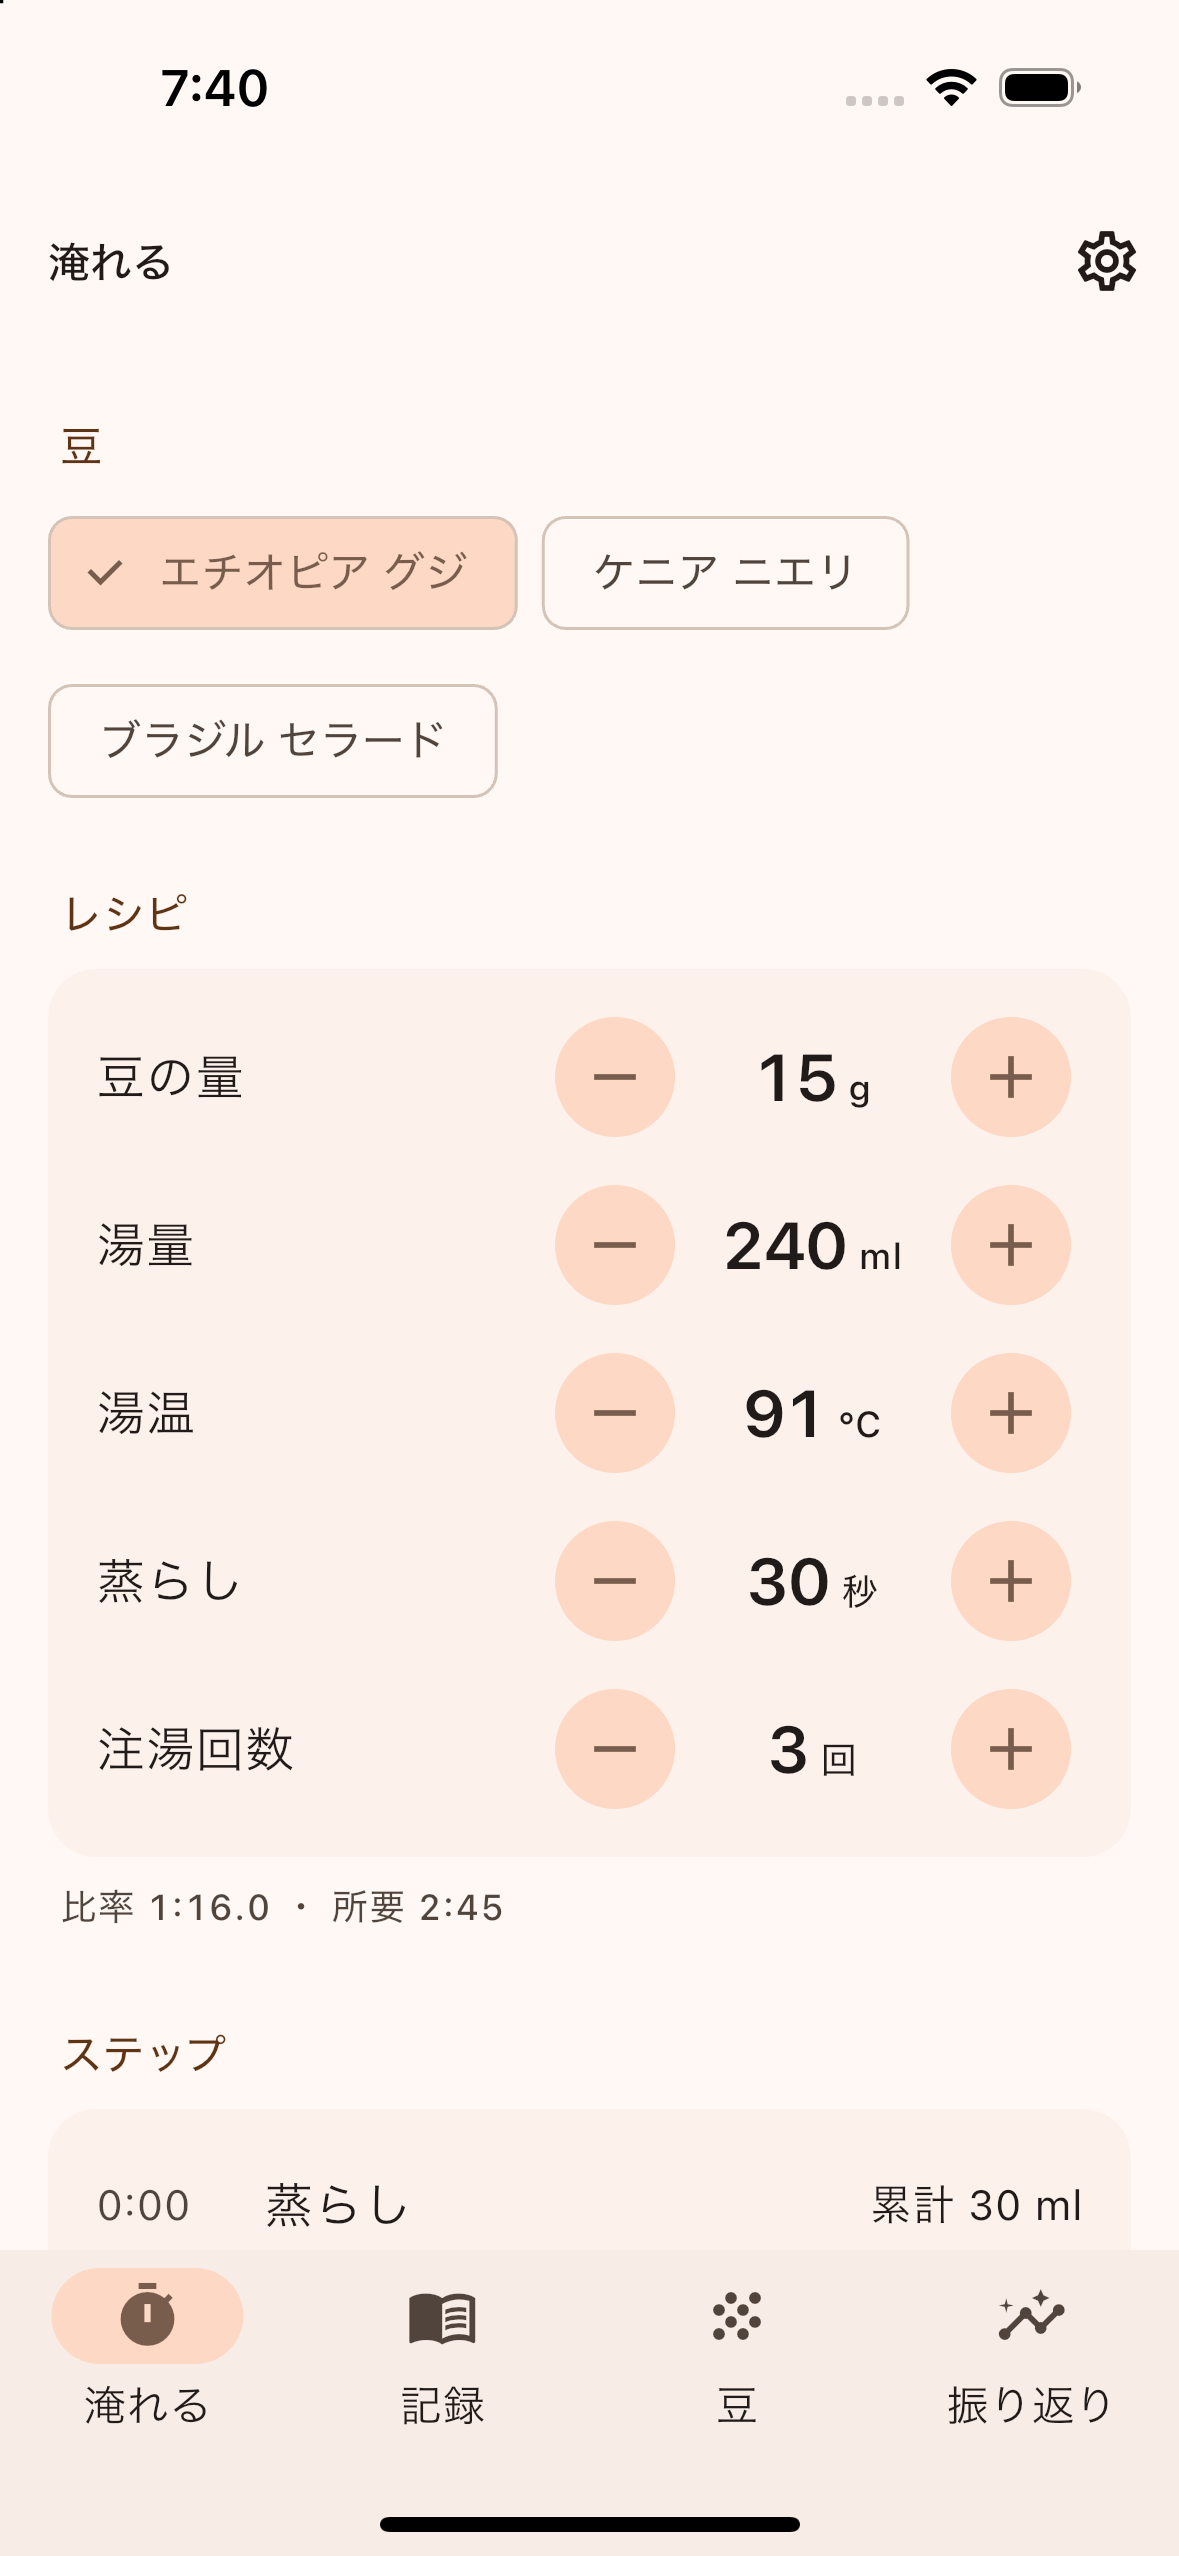 7:40
淹れる
豆
エチオピア グジ
ケニア ニエリ
ブラジル セラード
レシピ
豆の量
15 g
湯量
240 ml
湯温
91 °C
蒸らし
30 秒
注湯回数
3 回
比率 1:16.0 ・ 所要 2:45
ステップ
0:00 蒸らし 累計 30 ml
淹れる
記録
豆
振り返り